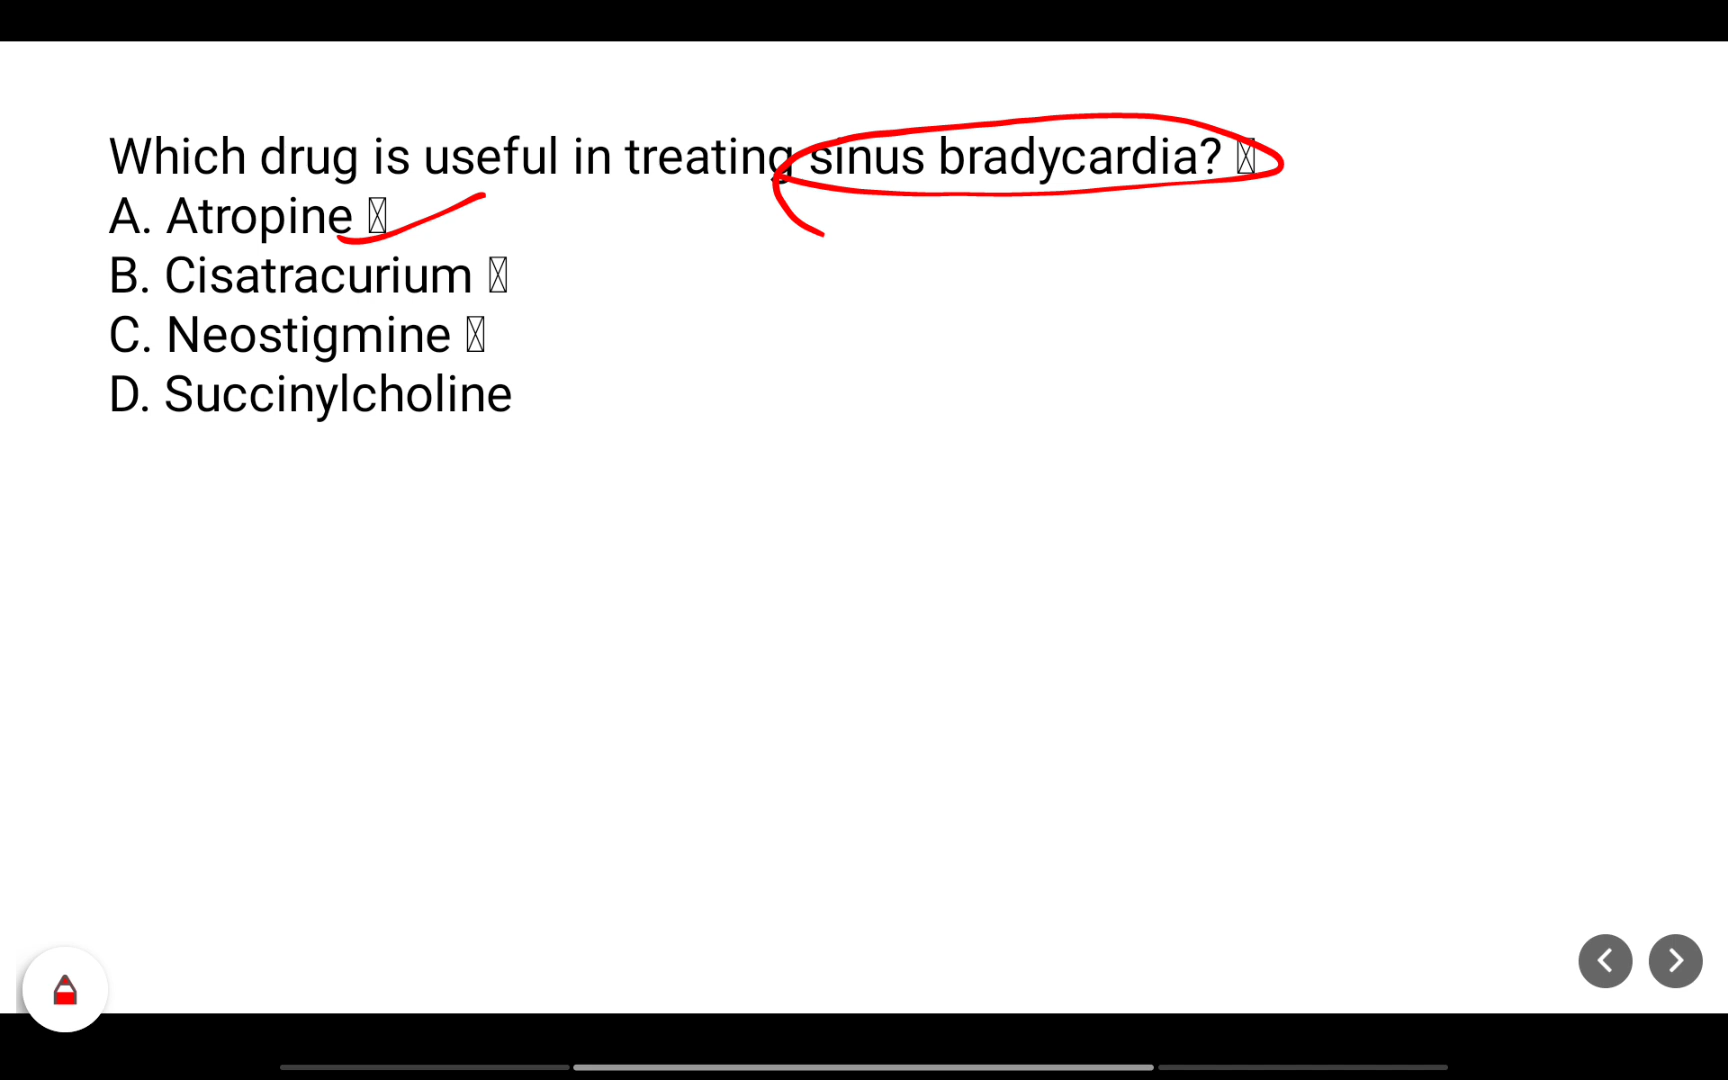 Which drug is useful in treating sinus bradycardia?
A. Atropine
B. Cisatracurium
C. Neostigmine
D. Succinylcholine